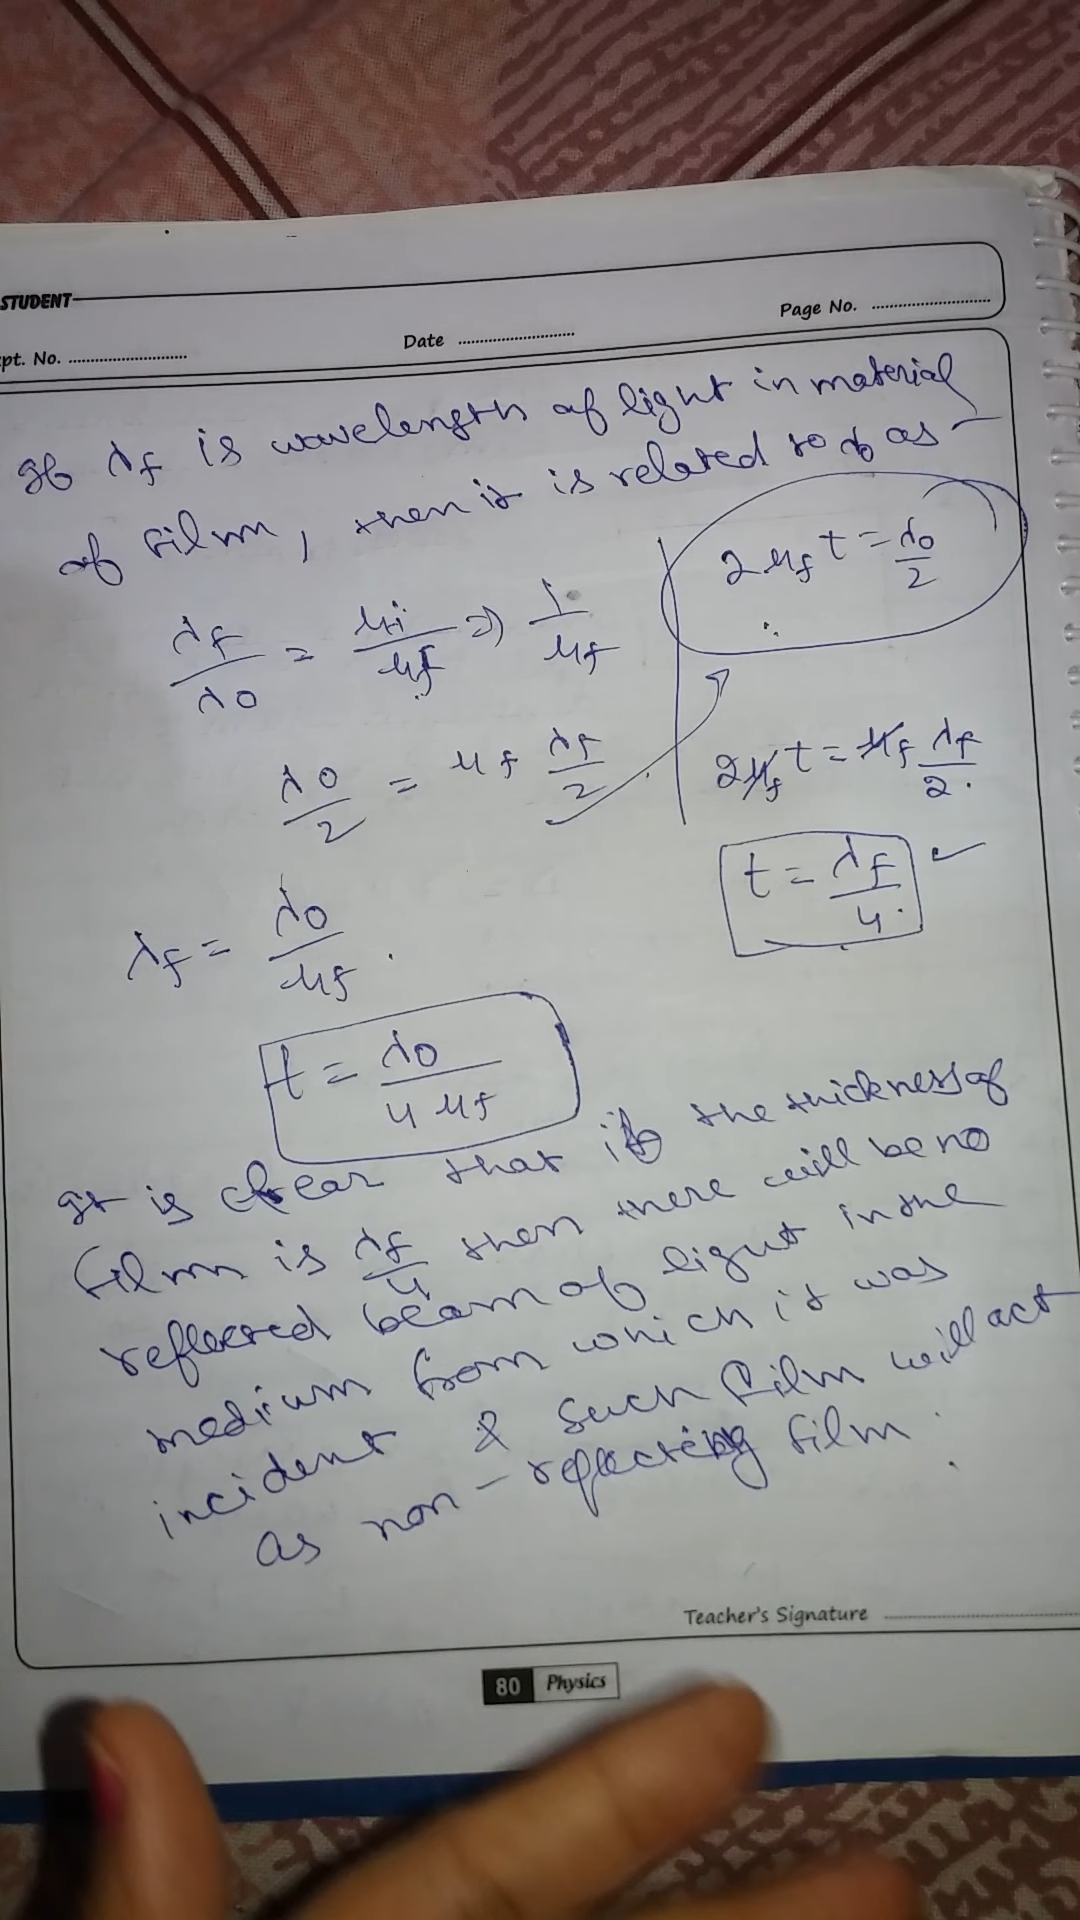 STUDENT
pt. No. ............................
Date ............................
Page No. ............................
If λf is wavelength of light in material
of film, then it is related to λ0 as –
λf/λ0 = μi/μf ⇒ 1/μf
λ0/2 = μf λf/2
λf = λ0/μf .
t = λ0/4μf
2μf t = λ0/2
2μf t = μf λf/2.
t = λf/4. ✓
It is clear that if the thickness of
film is λf/4 then there will be no
reflected beam of light in the
medium from which it was
incident & such film will act
as non-reflecting film.
Teacher's Signature ............................
80 Physics